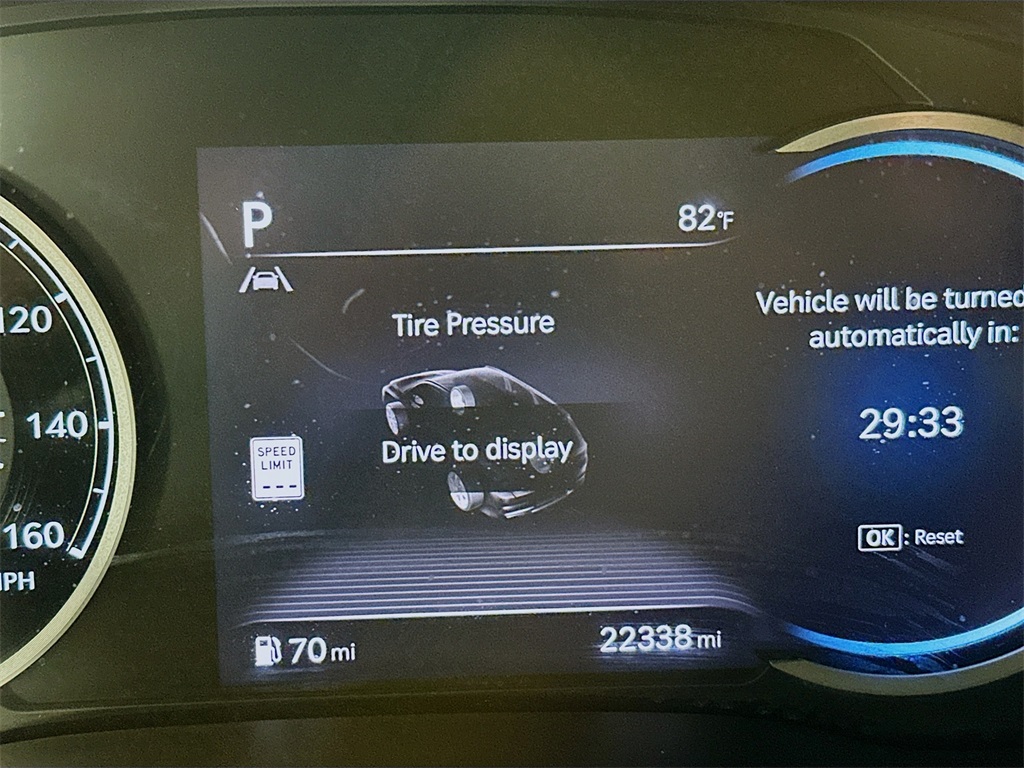 P
82°F
120
140
160
Tire Pressure
Drive to display
SPEED
LIMIT
---
70 mi
22338 mi
Vehicle will be turned
automatically in:
29:33
OK : Reset